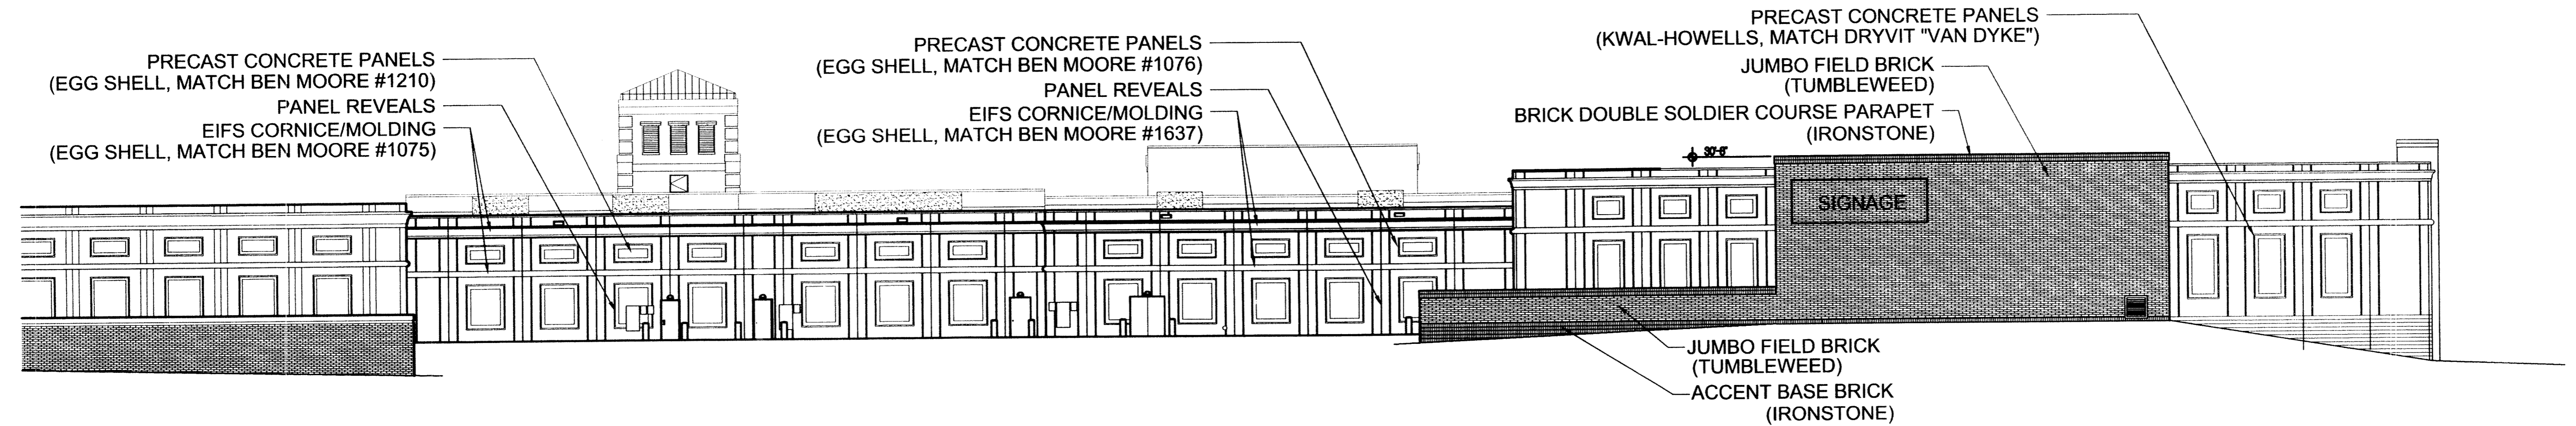 PRECAST CONCRETE PANELS
(EGG SHELL, MATCH BEN MOORE #1210)
PANEL REVEALS
EIFS CORNICE/MOLDING
(EGG SHELL, MATCH BEN MOORE #1075)
PRECAST CONCRETE PANELS
(EGG SHELL, MATCH BEN MOORE #1076)
PANEL REVEALS
EIFS CORNICE/MOLDING
(EGG SHELL, MATCH BEN MOORE #1637)
PRECAST CONCRETE PANELS
(KWAL-HOWELLS, MATCH DRYVIT "VAN DYKE")
JUMBO FIELD BRICK
(TUMBLEWEED)
BRICK DOUBLE SOLDIER COURSE PARAPET
(IRONSTONE)
30'-6"
SIGNAGE
JUMBO FIELD BRICK
(TUMBLEWEED)
ACCENT BASE BRICK
(IRONSTONE)